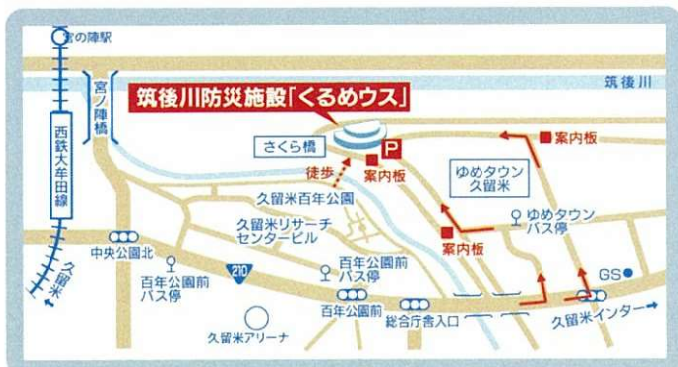 宮の陣駅
宮ノ陣橋
筑後川
筑後川防災施設「くるめウス」
西鉄大牟田線
さくら橋
P
案内板
徒歩
案内板
ゆめタウン
久留米
久留米百年公園
久留米リサーチ
センタービル
ゆめタウン
バス停
案内板
中央公園北
百年公園前
バス停
210
百年公園前
バス停
GS
久留米
百年公園前
総合庁舎入口
久留米インター
久留米アリーナ